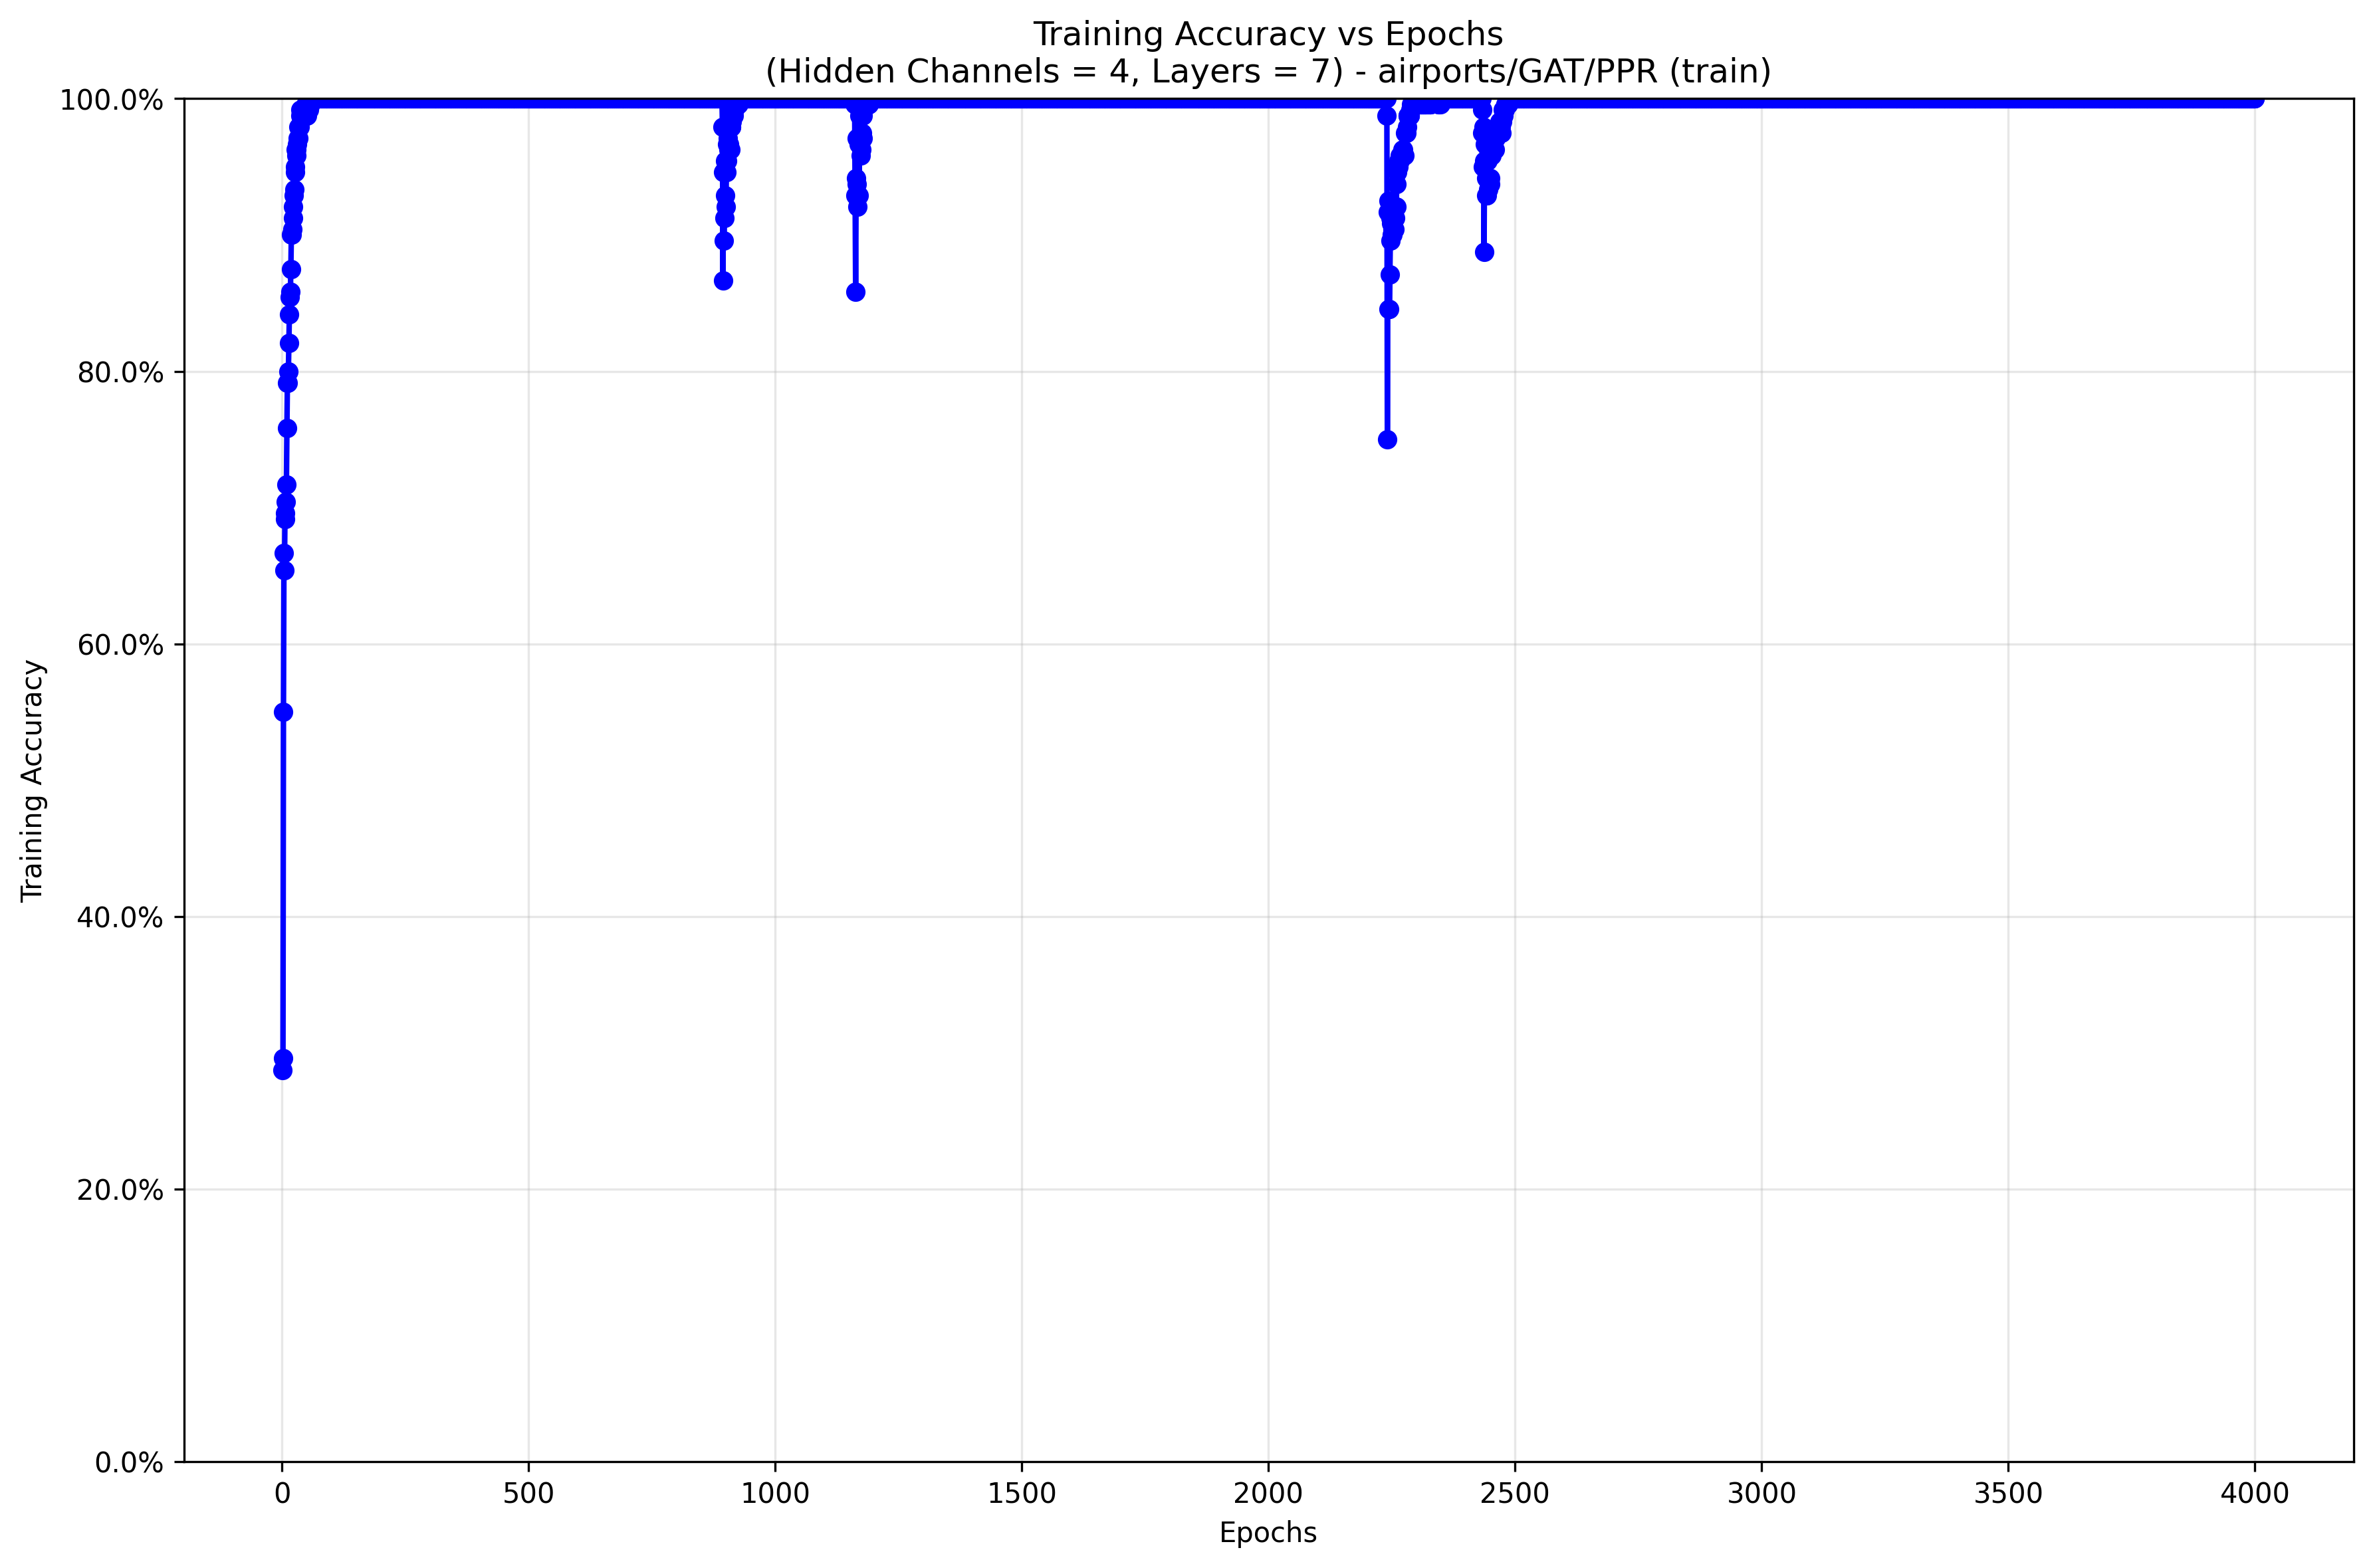 Training Accuracy vs Epochs
(Hidden Channels = 4, Layers = 7) - airports/GAT/PPR (train)
100.0%
80.0%
60.0%
40.0%
20.0%
0.0%
Training Accuracy
0 500 1000 1500 2000 2500 3000 3500 4000
Epochs